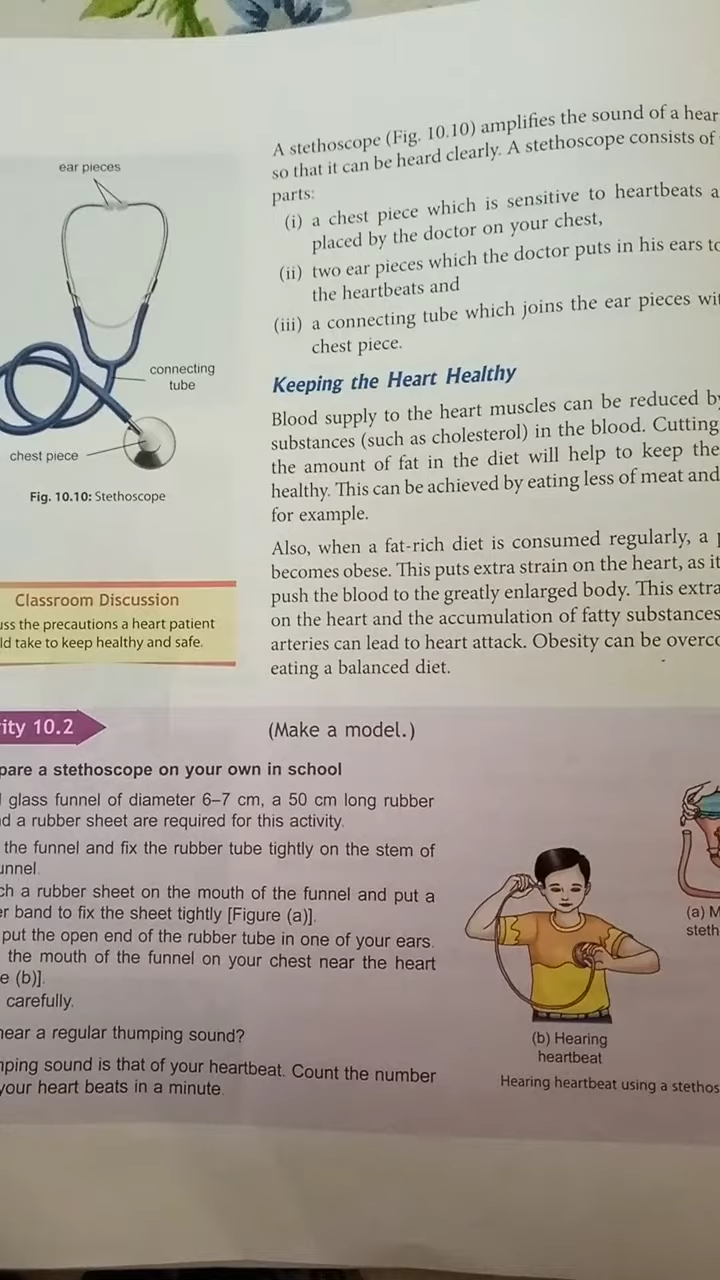 ear pieces
connecting
tube
chest piece
Fig. 10.10: Stethoscope
A stethoscope (Fig. 10.10) amplifies the sound of a hear
so that it can be heard clearly. A stethoscope consists of
parts:
(i) a chest piece which is sensitive to heartbeats a
placed by the doctor on your chest,
(ii) two ear pieces which the doctor puts in his ears to
the heartbeats and
(iii) a connecting tube which joins the ear pieces wit
chest piece.
Keeping the Heart Healthy
Blood supply to the heart muscles can be reduced by
substances (such as cholesterol) in the blood. Cutting
the amount of fat in the diet will help to keep the
healthy. This can be achieved by eating less of meat and
for example.
Also, when a fat-rich diet is consumed regularly, a p
becomes obese. This puts extra strain on the heart, as it
push the blood to the greatly enlarged body. This extra
on the heart and the accumulation of fatty substances
arteries can lead to heart attack. Obesity can be overco
eating a balanced diet.
Classroom Discussion
uss the precautions a heart patient
ld take to keep healthy and safe.
ity 10.2
(Make a model.)
pare a stethoscope on your own in school
l glass funnel of diameter 6–7 cm, a 50 cm long rubber
nd a rubber sheet are required for this activity.
the funnel and fix the rubber tube tightly on the stem of
unnel.
ch a rubber sheet on the mouth of the funnel and put a
er band to fix the sheet tightly [Figure (a)].
put the open end of the rubber tube in one of your ears.
the mouth of the funnel on your chest near the heart
e (b)].
carefully.
hear a regular thumping sound?
mping sound is that of your heartbeat. Count the number
your heart beats in a minute.
(a) M
steth
(b) Hearing
heartbeat
Hearing heartbeat using a stethos